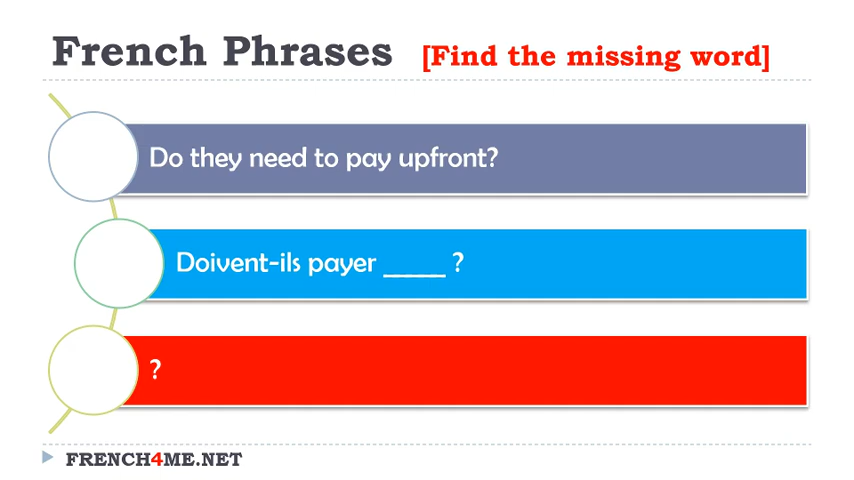 French Phrases [Find the missing word]
Do they need to pay upfront?
Doivent-ils payer _____ ?
?
FRENCH4ME.NET